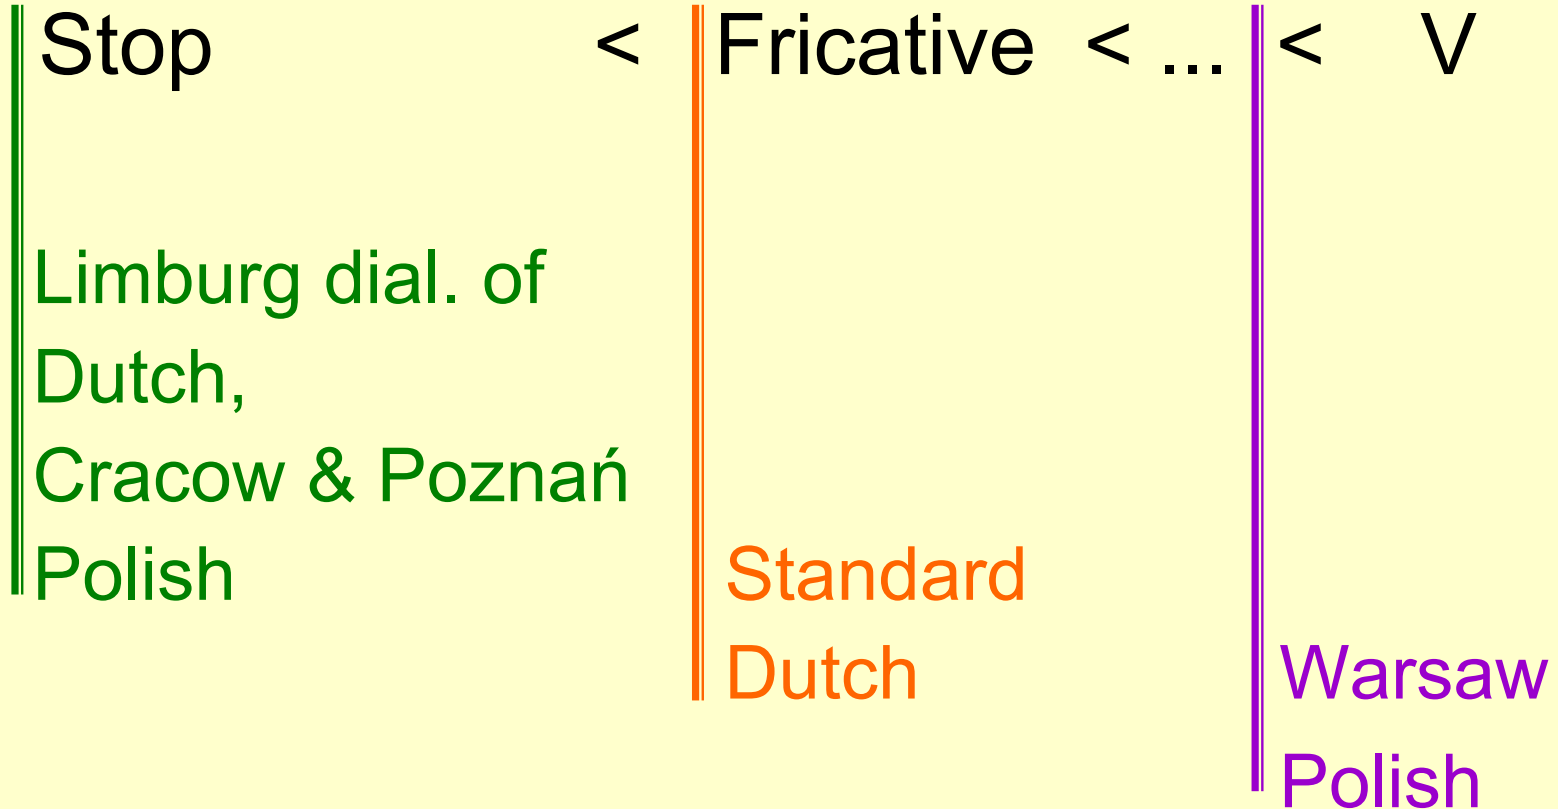 Stop < Fricative < ... < V
Limburg dial. of
Dutch,
Cracow & Poznań
Polish
Standard
Dutch
Warsaw
Polish